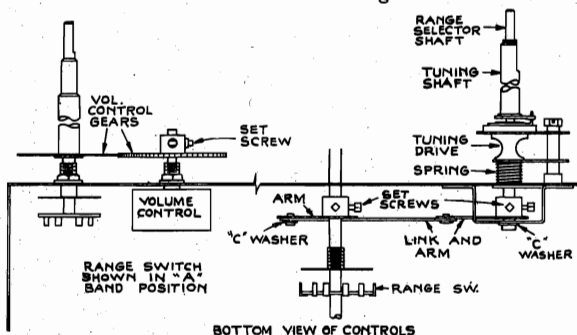 RANGE
SELECTOR
SHAFT
TUNING
SHAFT
VOL.
CONTROL
GEARS
SET
SCREW
TUNING
DRIVE
SPRING
VOLUME
CONTROL
ARM
SET
SCREWS
"C" WASHER
LINK AND
ARM
"C"
WASHER
RANGE SWITCH
SHOWN IN "A"
BAND POSITION
RANGE SW.
BOTTOM VIEW OF CONTROLS